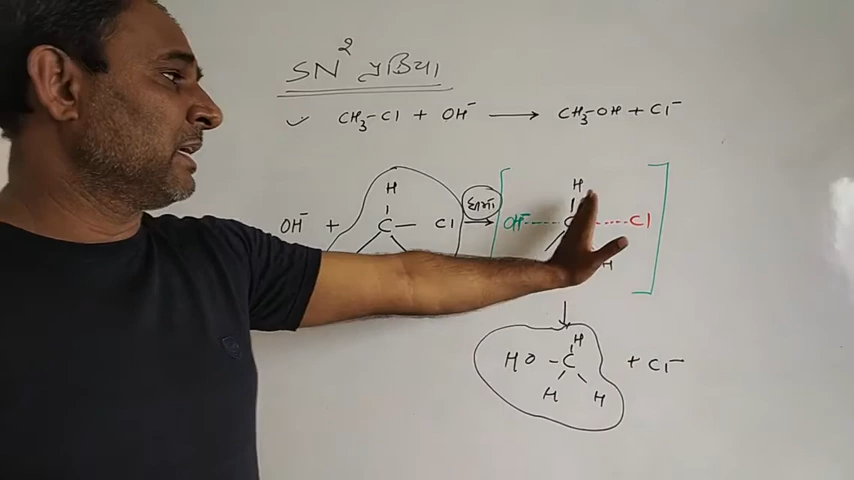 SN² પ્રક્રિયા
✓ CH₃-Cl + OH⁻ → CH₃-OH + Cl⁻
H
H
OH⁻ + C — Cl ધીમો → [ OH⁻ ---- C ---- Cl ]
H
↓
H
HO - C + Cl⁻
H H